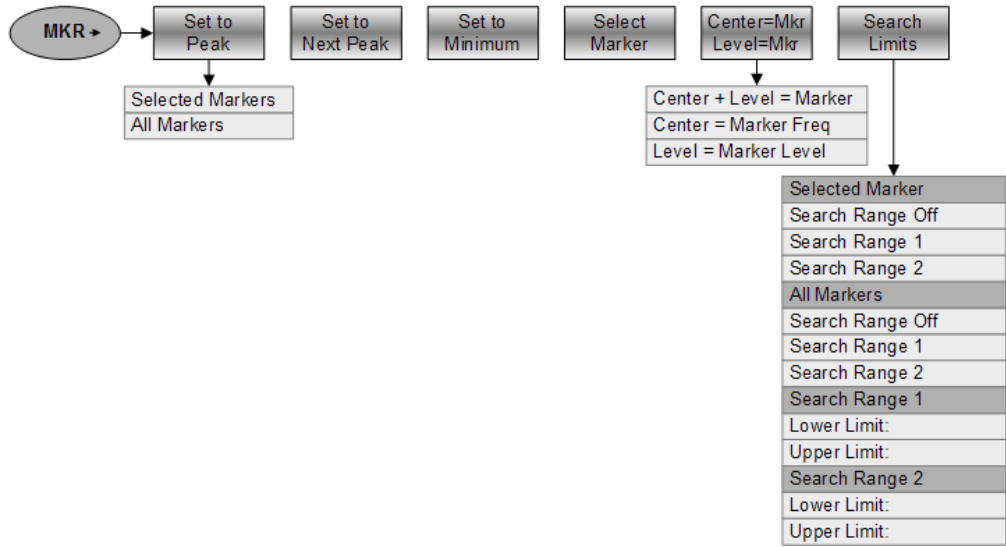 MKR →
Set to
Peak
Set to
Next Peak
Set to
Minimum
Select
Marker
Center=Mkr
Level=Mkr
Search
Limits
Selected Markers
All Markers
Center + Level = Marker
Center = Marker Freq
Level = Marker Level
Selected Marker
Search Range Off
Search Range 1
Search Range 2
All Markers
Search Range Off
Search Range 1
Search Range 2
Search Range 1
Lower Limit:
Upper Limit:
Search Range 2
Lower Limit:
Upper Limit: